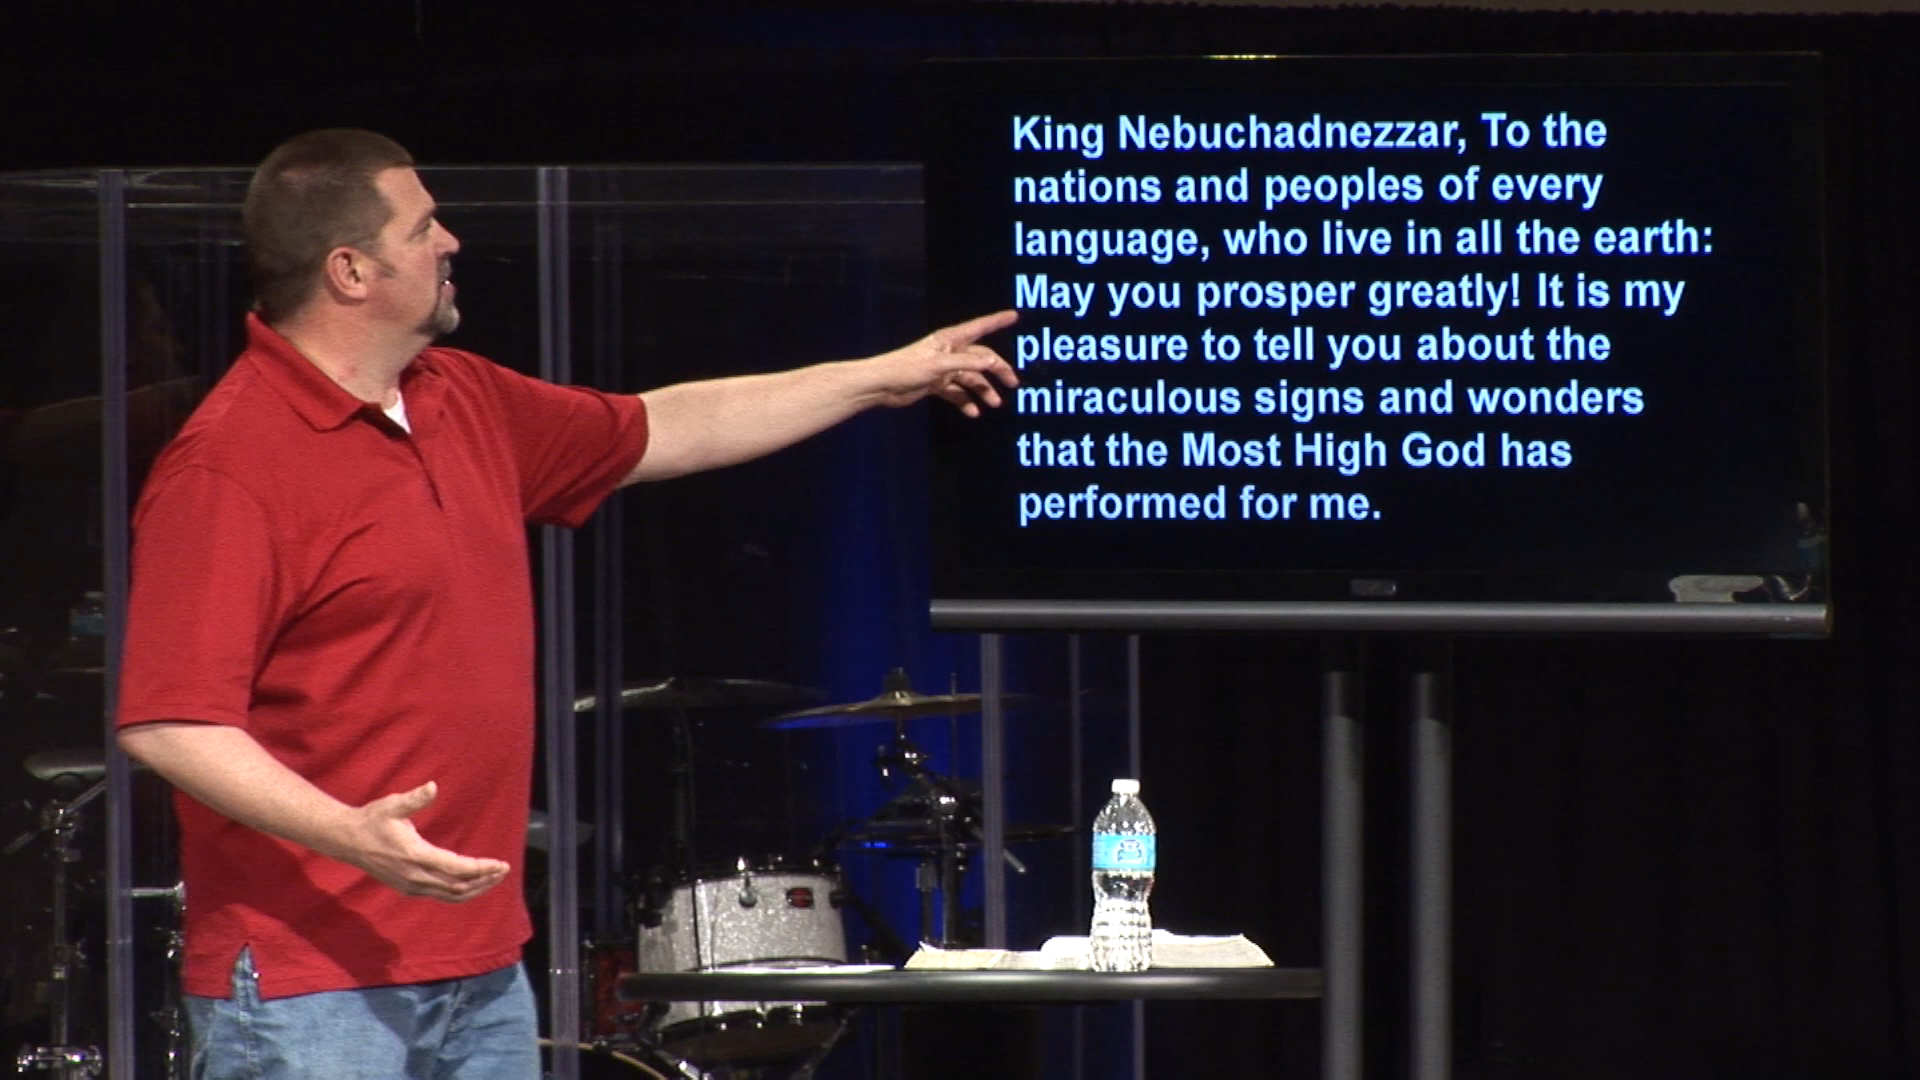 King Nebuchadnezzar, To the
nations and peoples of every
language, who live in all the earth:
May you prosper greatly! It is my
pleasure to tell you about the
miraculous signs and wonders
that the Most High God has
performed for me.